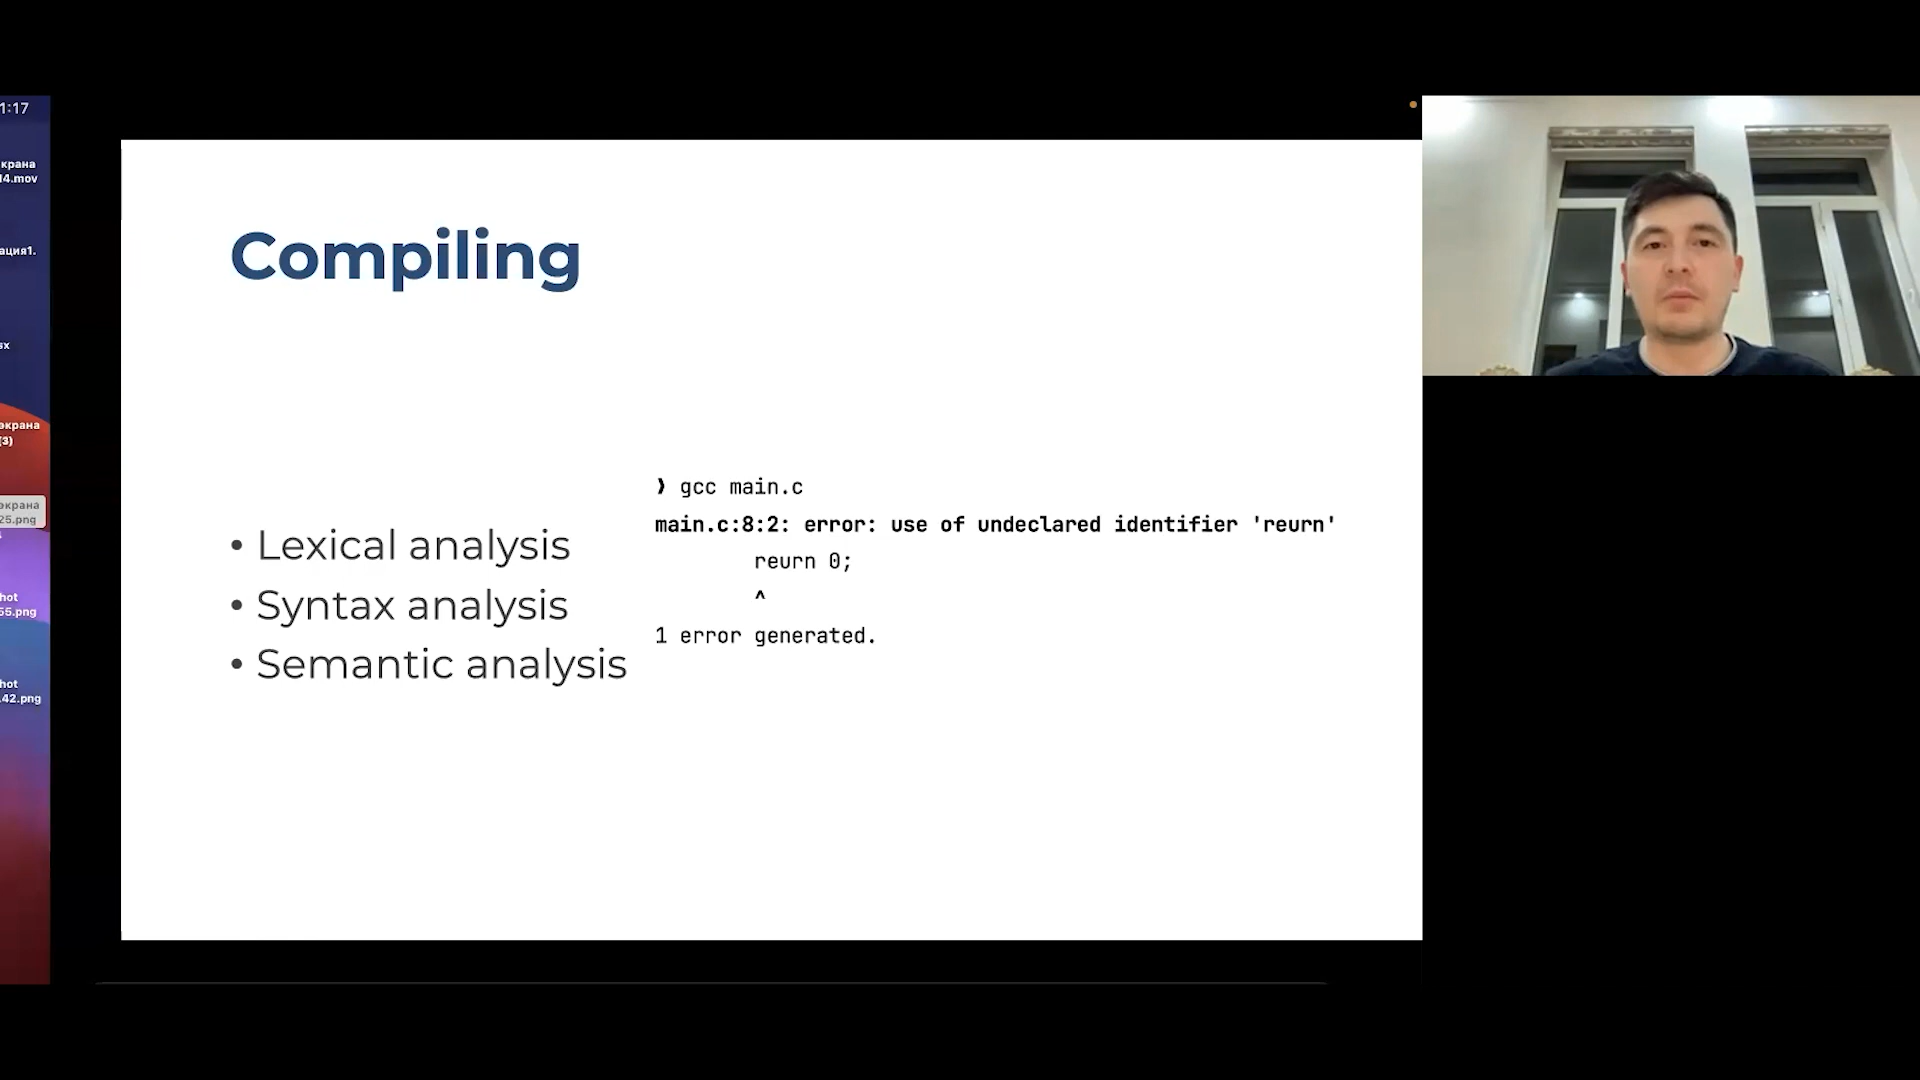 1:17
крана
14.mov
ация1.
sx
экрана
(3)
экрана
25.png
hot
55.png
hot
.42.png
Compiling
• Lexical analysis
• Syntax analysis
• Semantic analysis
❯ gcc main.c
main.c:8:2: error: use of undeclared identifier 'reurn'
reurn 0;
^
1 error generated.